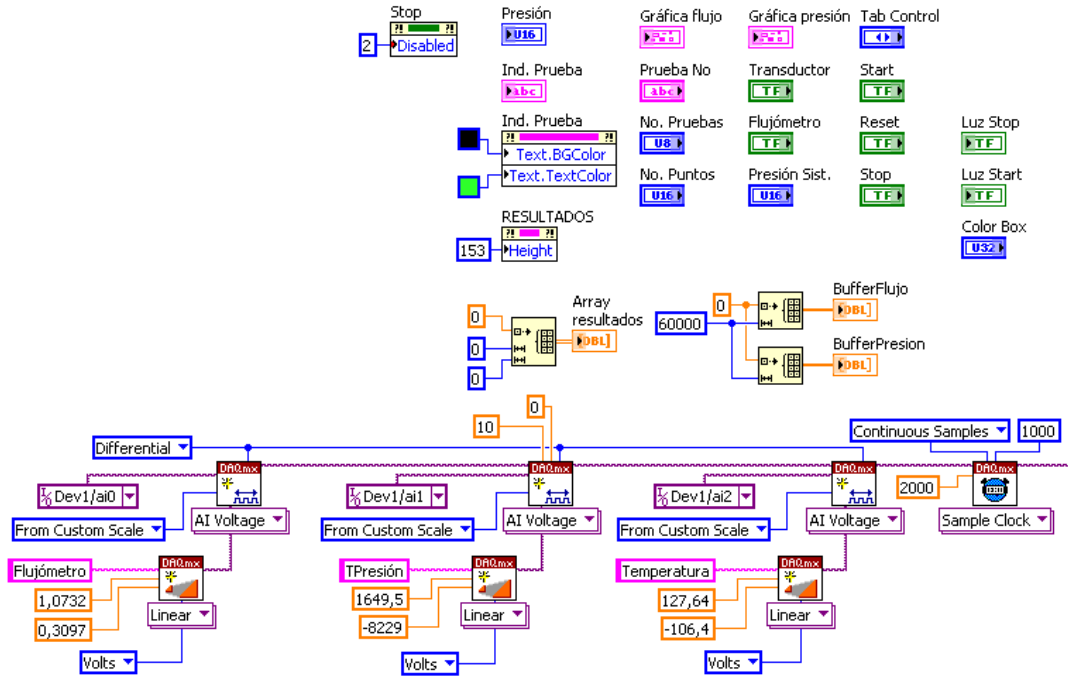 Stop
2
Disabled
Presión
U16
Gráfica flujo
Gráfica presión
Tab Control
Ind. Prueba
abc
Prueba No
abc
Transductor
TF
Start
TF
Ind. Prueba
Text.BGColor
Text.TextColor
No. Pruebas
U8
Flujómetro
TF
Reset
TF
Luz Stop
TF
No. Puntos
U16
Presión Sist.
U16
Stop
TF
Luz Start
TF
RESULTADOS
153
Height
Color Box
U32
0
0
0
Array
resultados
DBL]
60000
0
BufferFlujo
DBL]
BufferPresion
DBL]
Differential
10
0
Continuous Samples
1000
DAQmx
DAQmx
DAQmx
DAQmx
Dev1/ai0
Dev1/ai1
Dev1/ai2
2000
From Custom Scale
AI Voltage
From Custom Scale
AI Voltage
From Custom Scale
AI Voltage
Sample Clock
Flujómetro
DAQmx
TPresión
DAQmx
Temperatura
DAQmx
1,0732
0,3097
Linear
1649,5
-8229
Linear
127,64
-106,4
Linear
Volts
Volts
Volts